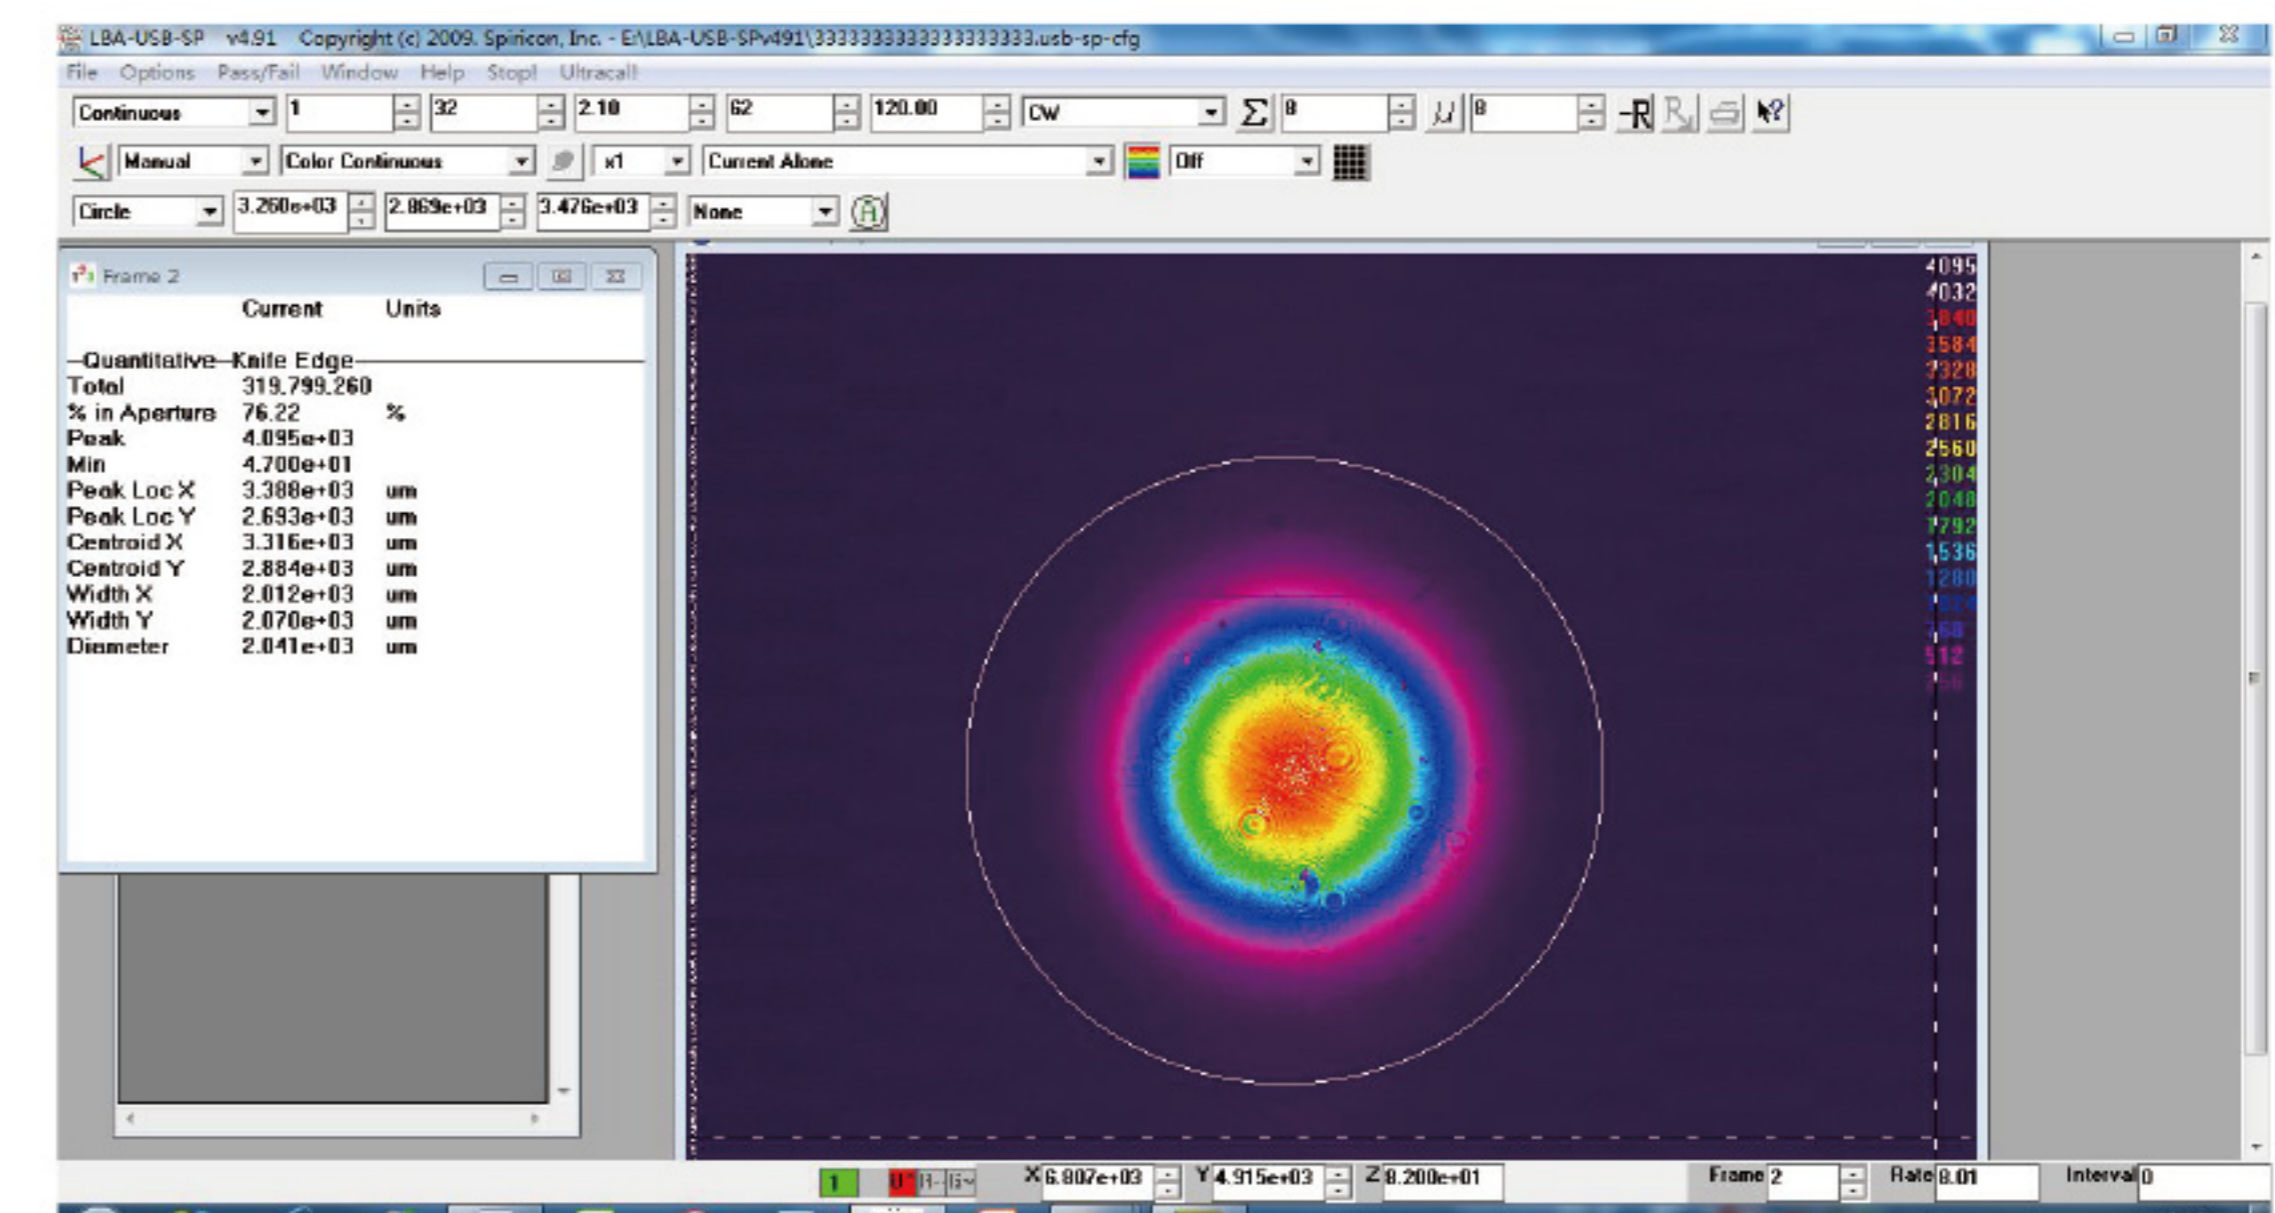 LBA-USB-SP v4.91 Copyright (c) 2009. Spiricon, Inc. - E:\LBA-USB-SPv491\3333333333333333333.usb-sp-cfg
File Options Pass/Fail Window Help Stop! Ultracal!
Continuous 1 32 2.10 62 120.00 CW Σ 8 μ 8 -R R
Manual Color Continuous x1 Current Alone Off
Circle 3.260e+03 2.869e+03 3.476e+03 None A
Frame 2
Current Units
Quantitative Knife Edge
Total 319.799.260
% in Aperture 76.22 %
Peak 4.095e+03
Min 4.700e+01
Peak Loc X 3.388e+03 um
Peak Loc Y 2.693e+03 um
Centroid X 3.316e+03 um
Centroid Y 2.884e+03 um
Width X 2.012e+03 um
Width Y 2.070e+03 um
Diameter 2.041e+03 um
4095
4032
3840
3584
3328
3072
2816
2560
2304
2048
1792
1536
1280
1024
768
512
1 X 6.807e+03 Y 4.915e+03 Z 8.200e+01 Frame 2 Rate 8.01 Interval 0